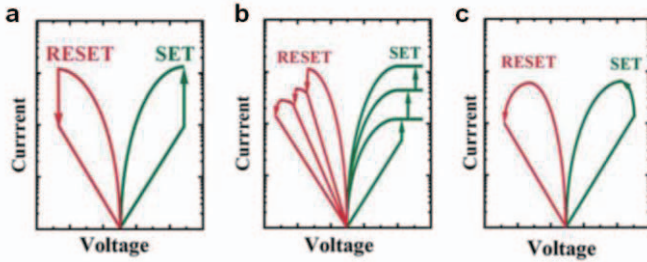 a
RESET
SET
Currrent
Voltage
b
RESET
SET
Currrent
Voltage
c
RESET
SET
Currrent
Voltage